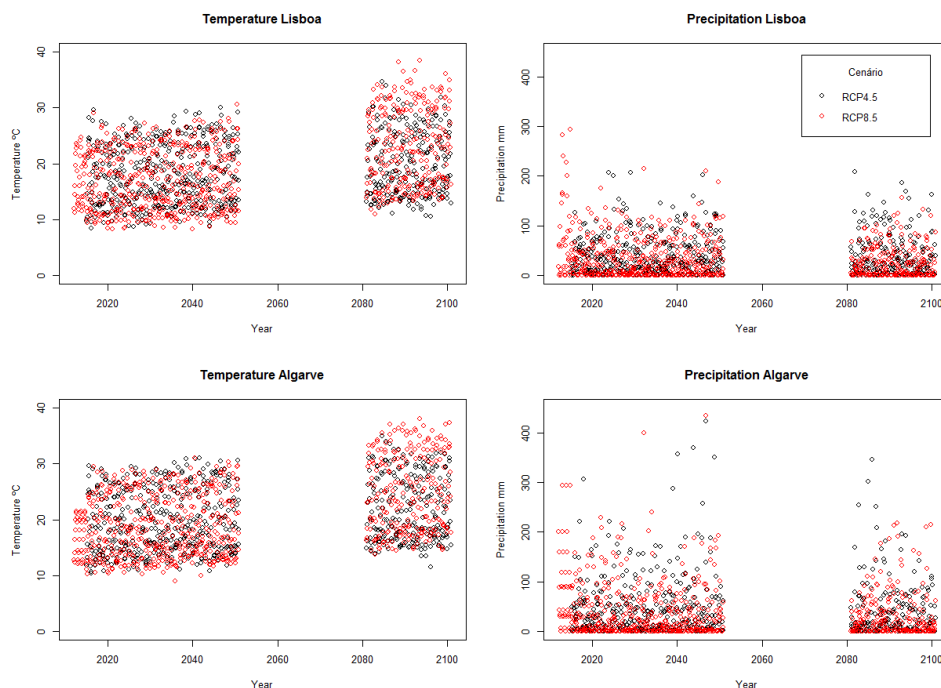 Temperature Lisboa
Temperature ºC
0
10
20
30
40
2020
2040
2060
2080
2100
Year
Precipitation Lisboa
Precipitation mm
0
100
200
300
400
2020
2040
2060
2080
2100
Year
Cenário
RCP4.5
RCP8.5
Temperature Algarve
Temperature ºC
0
10
20
30
40
2020
2040
2060
2080
2100
Year
Precipitation Algarve
Precipitation mm
0
100
200
300
400
2020
2040
2060
2080
2100
Year